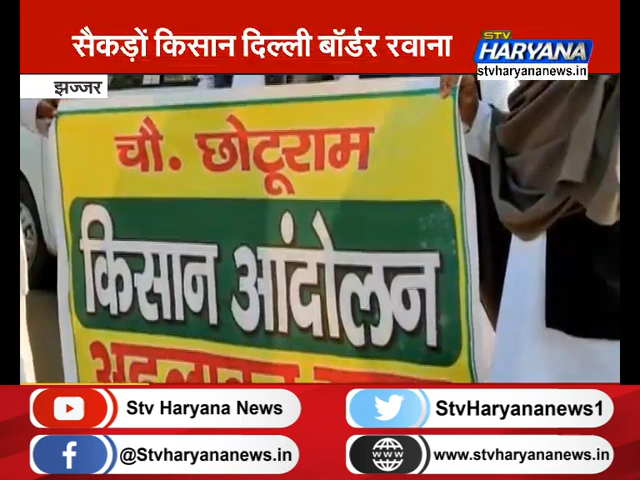 सैकड़ों किसान दिल्ली बॉर्डर रवाना
STV
HARYANA
stvharyananews.in
झज्जर
चौ. छोटूराम
किसान आंदोलन
Stv Haryana News
StvHaryananews1
@Stvharyananews.in
www.stvharyananews.in